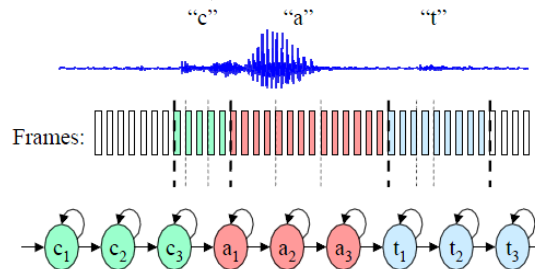 “c” “a” “t”
Frames:
c1 c2 c3 a1 a2 a3 t1 t2 t3